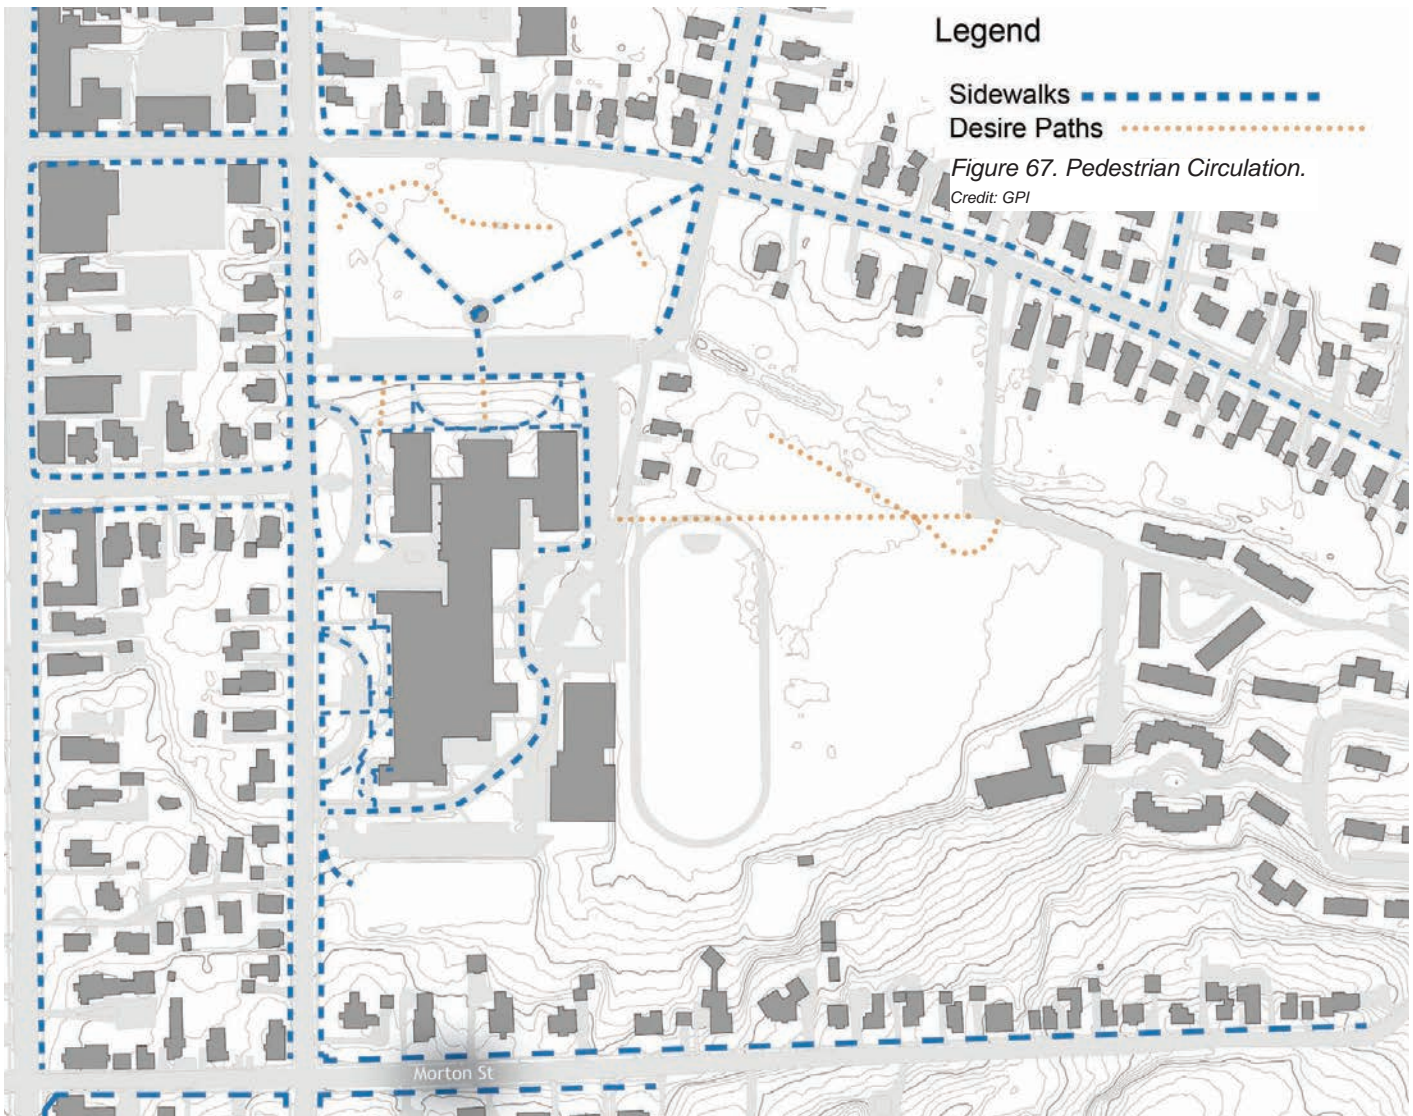 Legend
Sidewalks
Desire Paths
Figure 67. Pedestrian Circulation.
Credit: GPI
Morton St